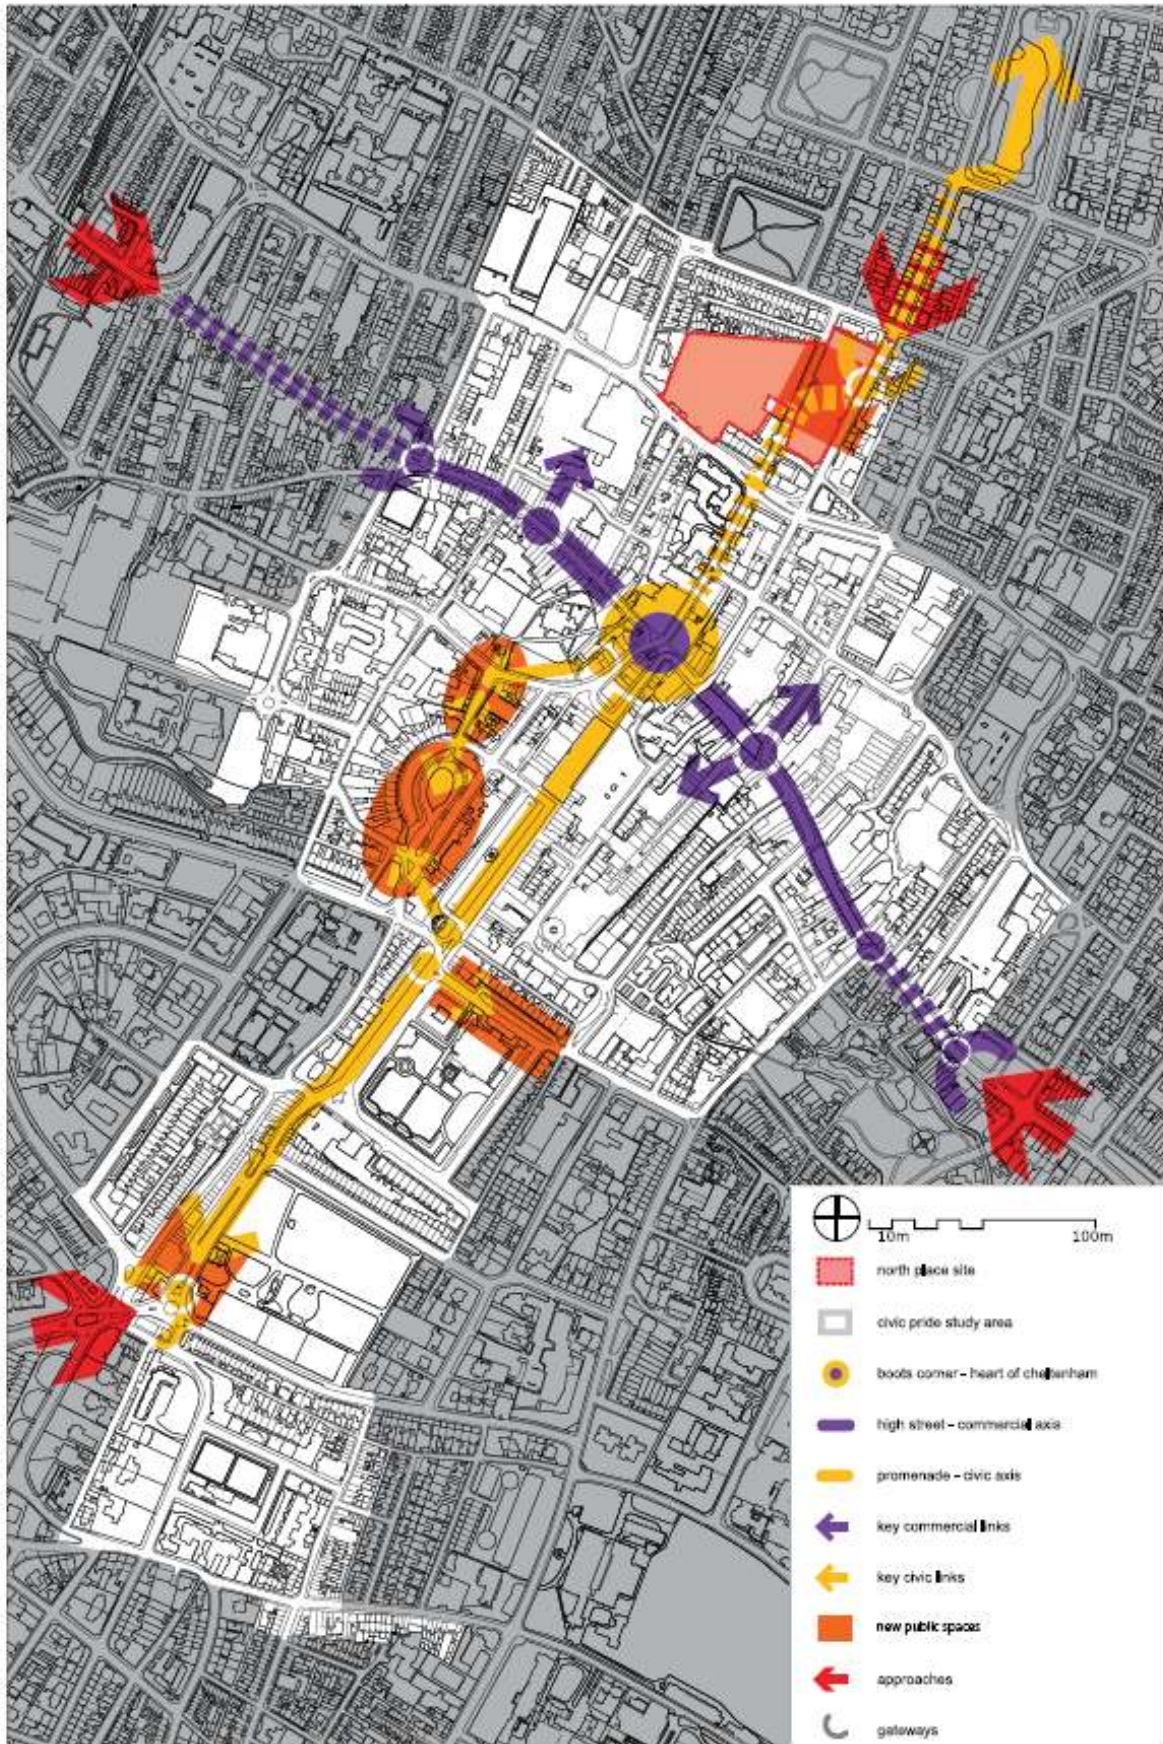 10m 100m
north place site
civic pride study area
boots corner – heart of cheltenham
high street – commercial axis
promenade – civic axis
key commercial links
key civic links
new public spaces
approaches
gateways